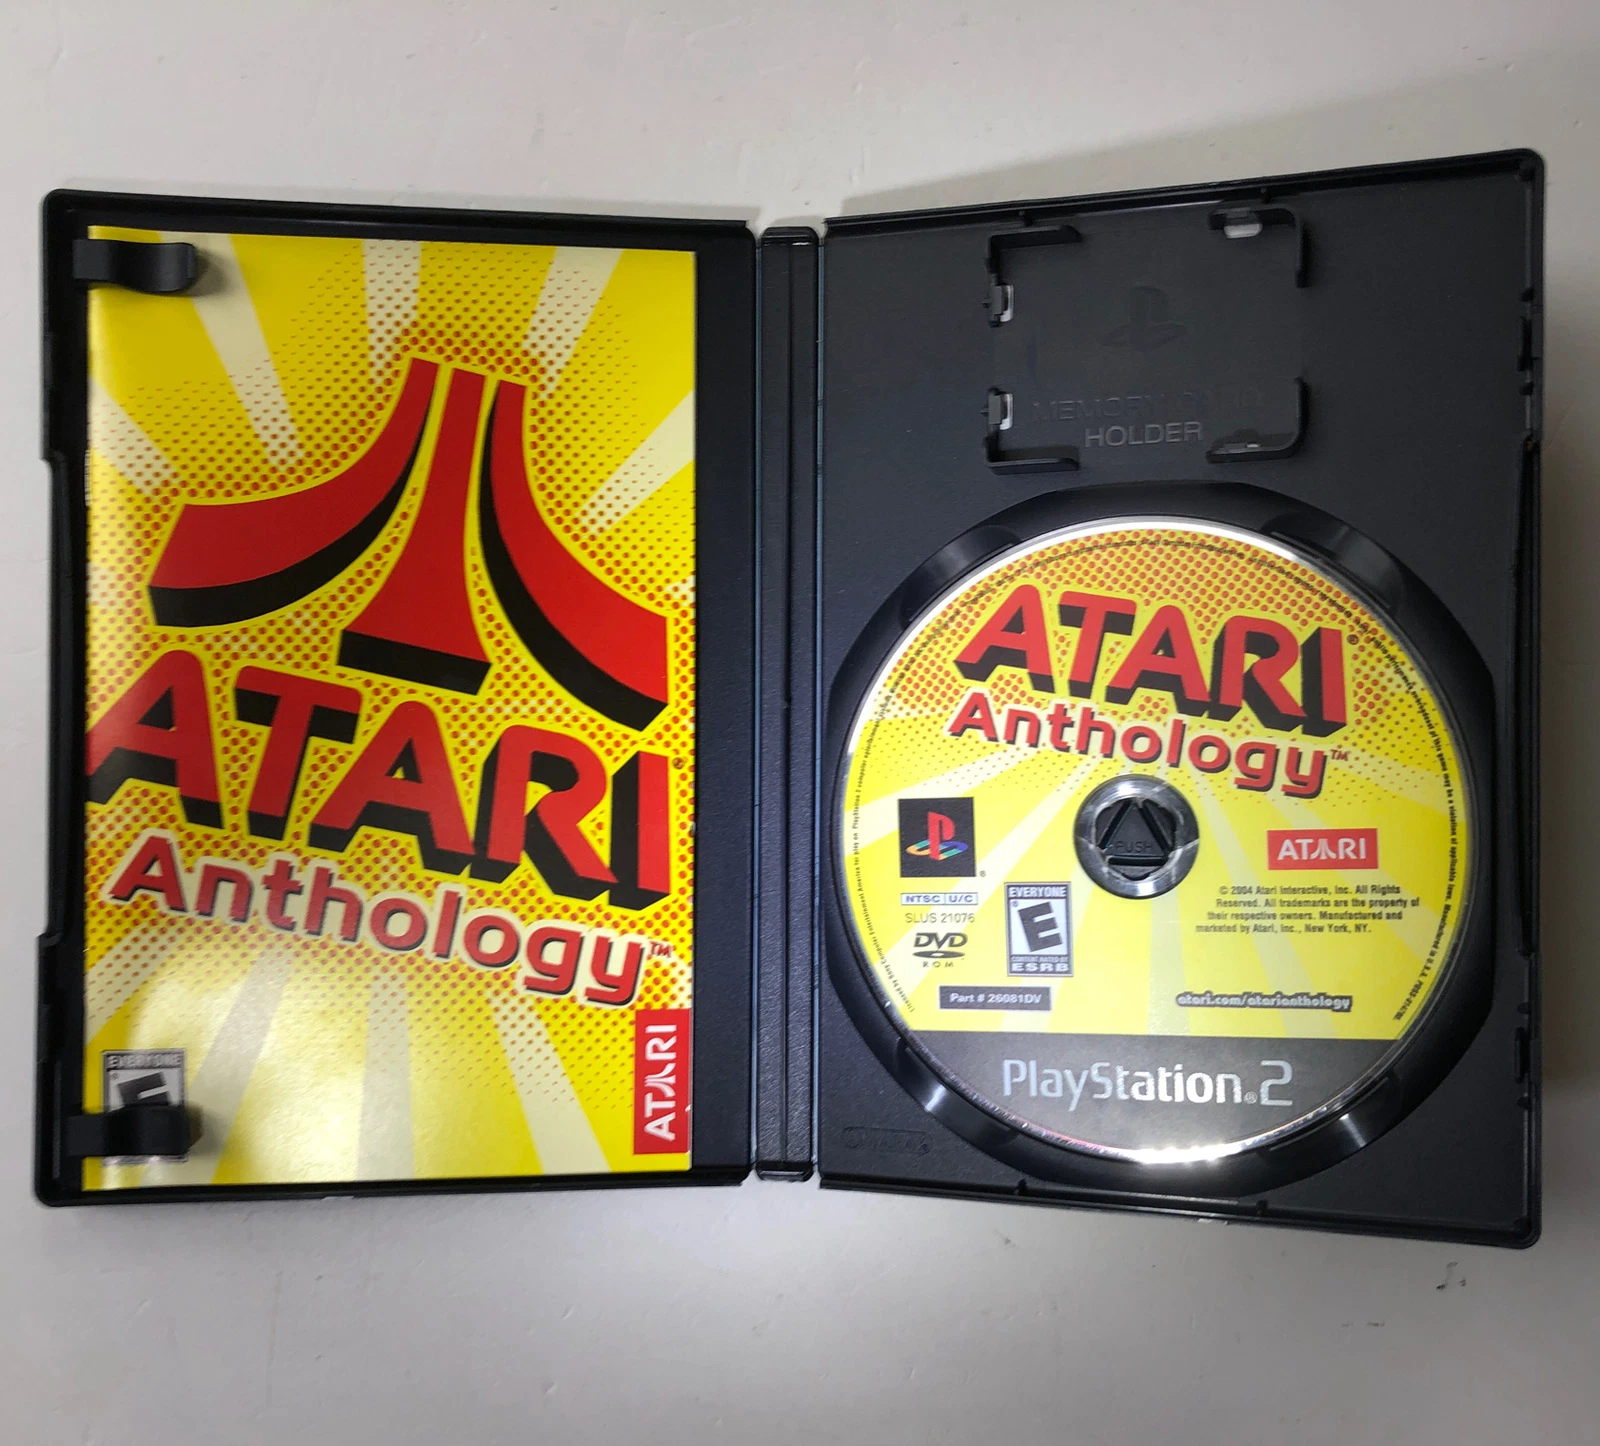 ATARI®
Anthology™
EVERYONE
E
ATARI
MEMORY CARD
HOLDER
ATARI®
Anthology™
PUSH
®
NTSC U/C
SLUS 21076
DVD
ROM
EVERYONE
E
CONTENT RATED BY
ESRB
Part # 26081DV
ATARI
© 2004 Atari Interactive, Inc. All Rights
Reserved. All trademarks are the property of
their respective owners. Manufactured and
marketed by Atari, Inc., New York, NY.
atari.com/atarianthology
PlayStation®2